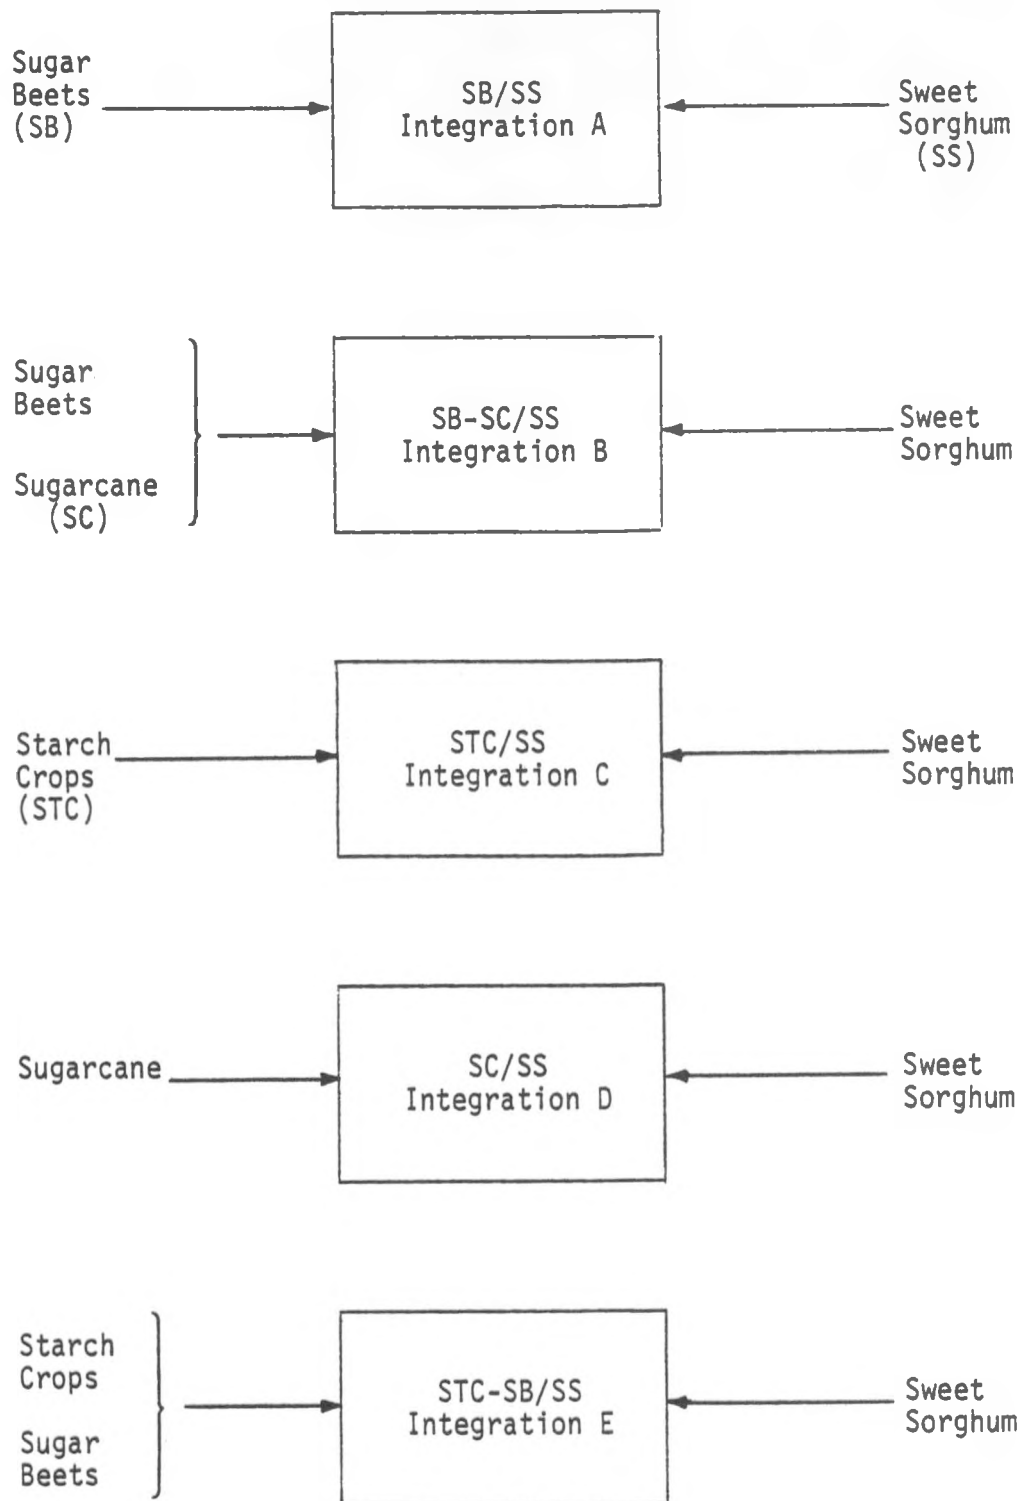 Sugar
Beets
(SB)
SB/SS
Integration A
Sweet
Sorghum
(SS)
Sugar
Beets
Sugarcane
(SC)
SB-SC/SS
Integration B
Sweet
Sorghum
Starch
Crops
(STC)
STC/SS
Integration C
Sweet
Sorghum
Sugarcane
SC/SS
Integration D
Sweet
Sorghum
Starch
Crops
Sugar
Beets
STC-SB/SS
Integration E
Sweet
Sorghum